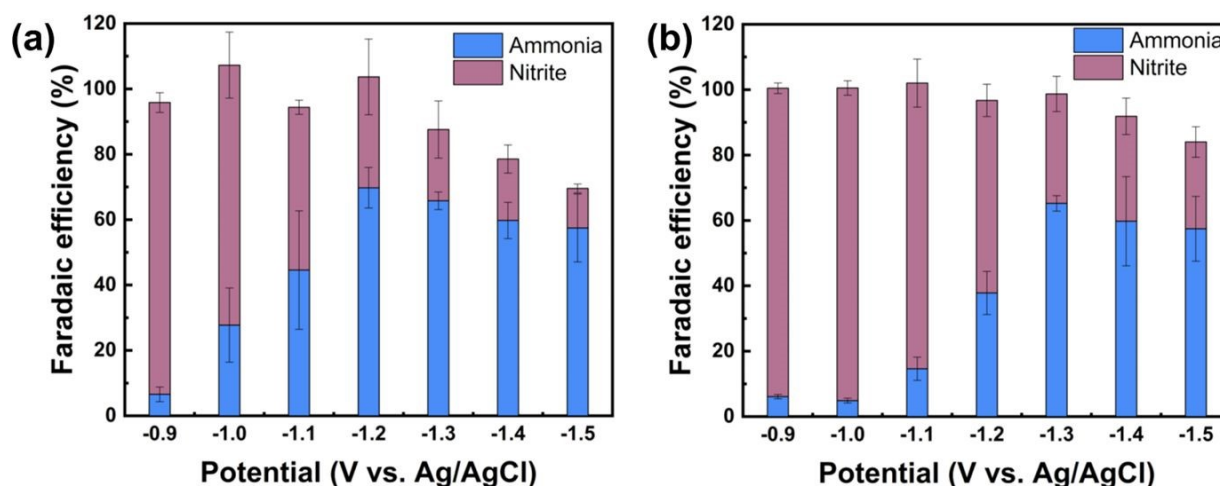 (a)
Faradaic efficiency (%)
120
100
80
60
40
20
0
Ammonia
Nitrite
-0.9 -1.0 -1.1 -1.2 -1.3 -1.4 -1.5
Potential (V vs. Ag/AgCl)
(b)
Faradaic efficiency (%)
120
100
80
60
40
20
0
Ammonia
Nitrite
-0.9 -1.0 -1.1 -1.2 -1.3 -1.4 -1.5
Potential (V vs. Ag/AgCl)